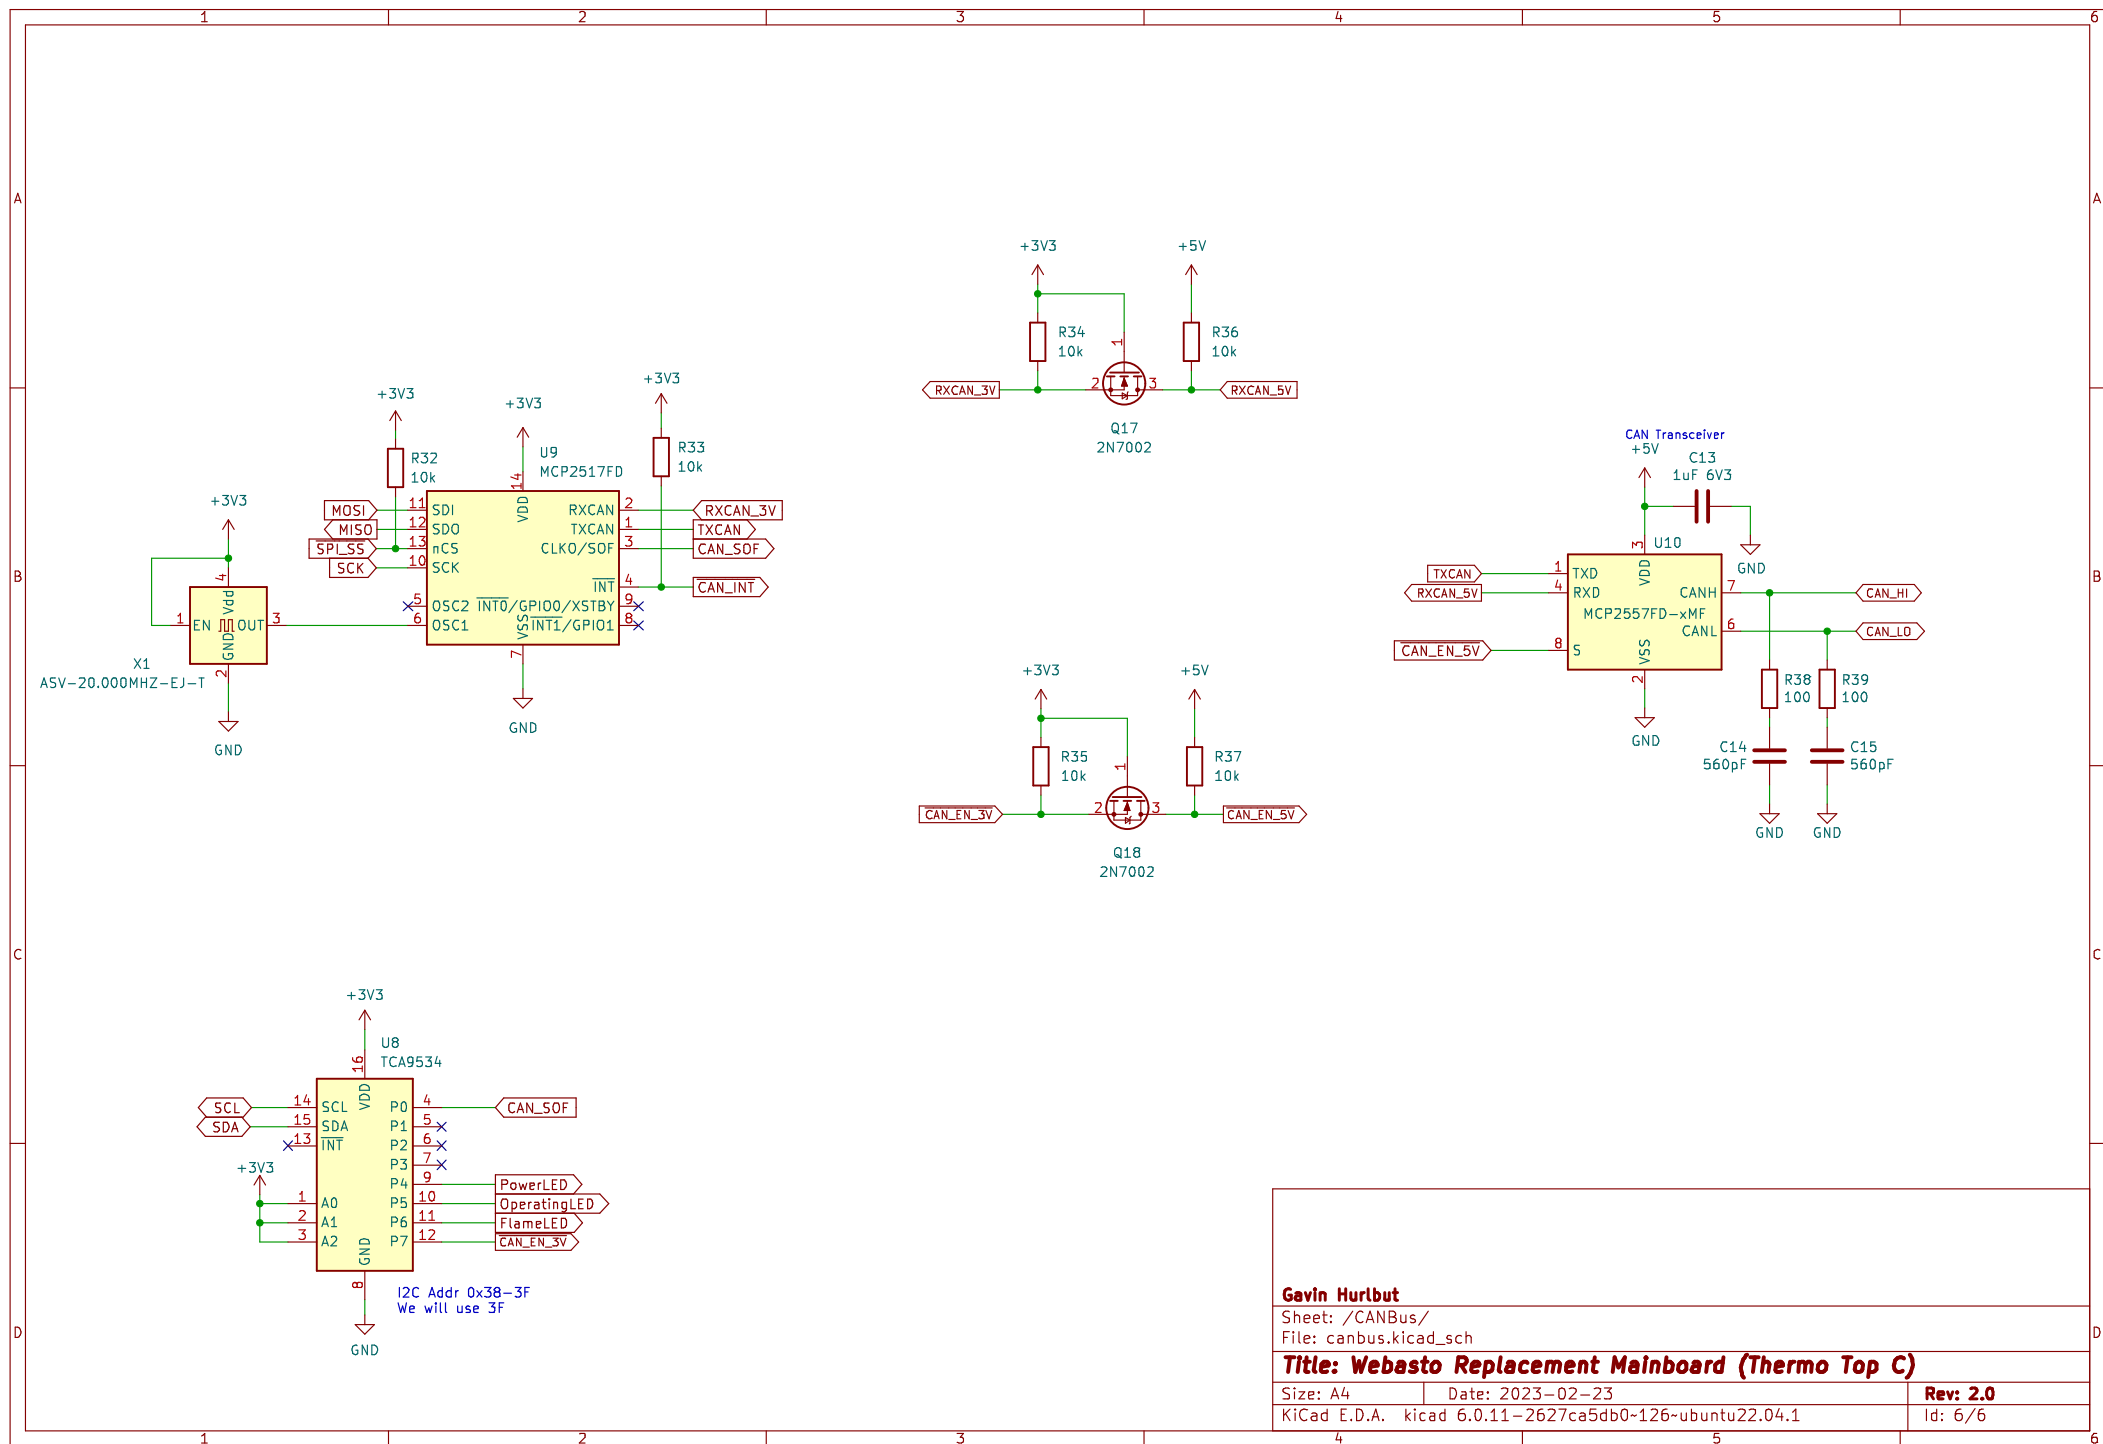 1 2 3 4 5 6
A A
B B
C C
D D
+3V3
+5V
R34
10k
R36
10k
1
2 3
RXCAN_3V
RXCAN_5V
Q17
2N7002
+3V3
+3V3
+3V3
R32
10k
R33
10k
U9
MCP2517FD
14
VDD
MOSI 11 SDI
MISO 12 SDO
SPI_SS 13 nCS
SCK 10 SCK
5 OSC2
6 OSC1
RXCAN 2 RXCAN_3V
TXCAN 1 TXCAN
CLKO/SOF 3 CAN_SOF
INT 4 CAN_INT
INT0/GPIO0/XSTBY 9
INT1/GPIO1 8
VSS
7
GND
+3V3
4
Vdd
1 EN
OUT 3
GND
2
X1
ASV-20.000MHZ-EJ-T
GND
CAN Transceiver
+5V
C13
1uF 6V3
GND
U10
3
VDD
TXCAN 1 TXD
RXCAN_5V 4 RXD
CAN_EN_5V 8 S
MCP2557FD-xMF
CANH 7 CAN_HI
CANL 6 CAN_LO
VSS
2
GND
R38
100
R39
100
C14
560pF
C15
560pF
GND
GND
+3V3
+5V
R35
10k
R37
10k
1
2 3
CAN_EN_3V
CAN_EN_5V
Q18
2N7002
+3V3
U8
TCA9534
16
VDD
SCL 14 SCL
SDA 15 SDA
13 INT
+3V3
1 A0
2 A1
3 A2
P0 4 CAN_SOF
P1 5
P2 6
P3 7
P4 9 PowerLED
P5 10 OperatingLED
P6 11 FlameLED
P7 12 CAN_EN_3V
GND
8
GND
I2C Addr 0x38-3F
We will use 3F
Gavin Hurlbut
Sheet: /CANBus/
File: canbus.kicad_sch
Title: Webasto Replacement Mainboard (Thermo Top C)
Size: A4 Date: 2023-02-23 Rev: 2.0
KiCad E.D.A. kicad 6.0.11-2627ca5db0~126~ubuntu22.04.1 Id: 6/6
1 2 3 4 5 6